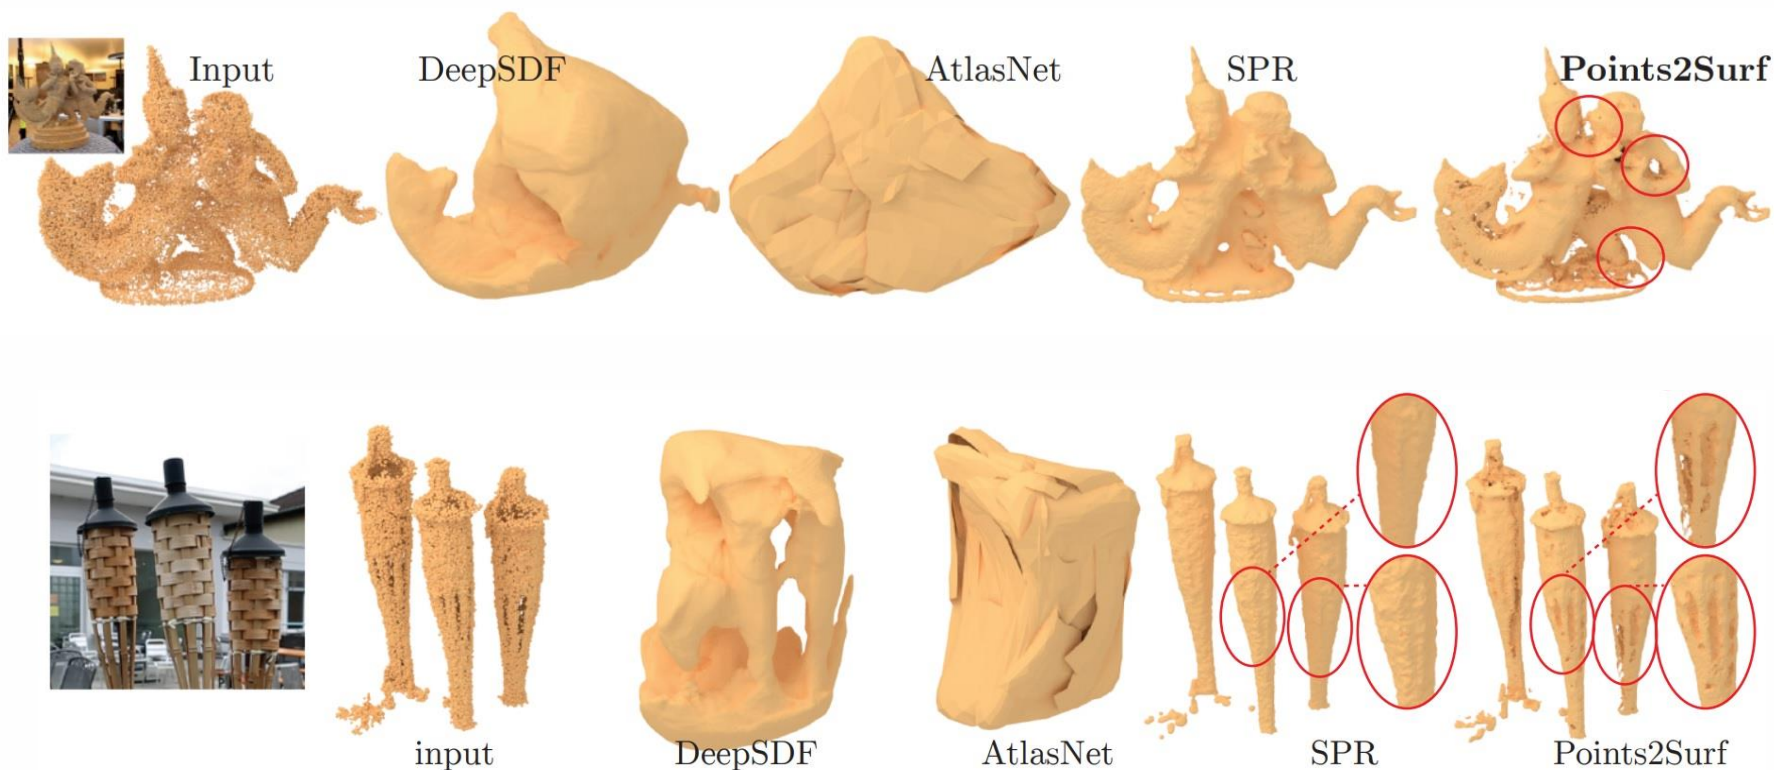 Input
DeepSDF
AtlasNet
SPR
Points2Surf
input
DeepSDF
AtlasNet
SPR
Points2Surf